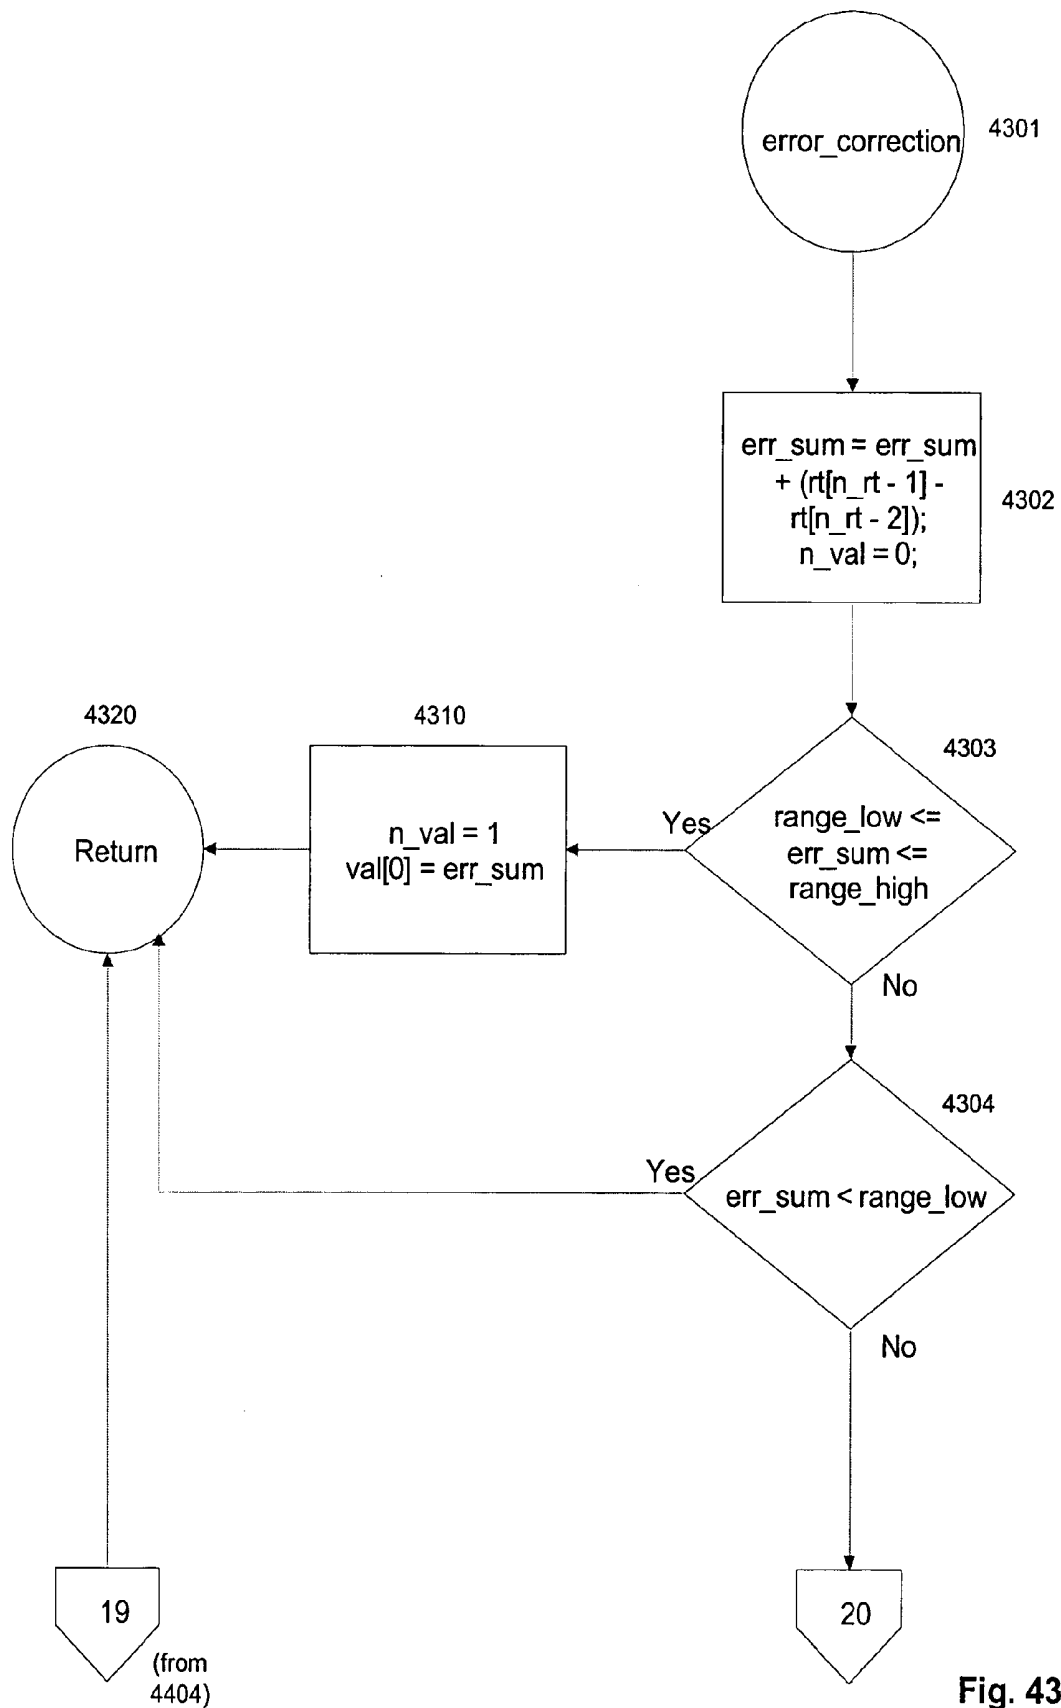 error_correction
4301
err_sum = err_sum
+ (rt[n_rt - 1] -
rt[n_rt - 2]);
n_val = 0;
4302
4320
4310
4303
Return
n_val = 1
val[0] = err_sum
Yes
range_low <=
err_sum <=
range_high
No
4304
Yes
err_sum < range_low
No
19
(from
4404)
20
Fig. 43